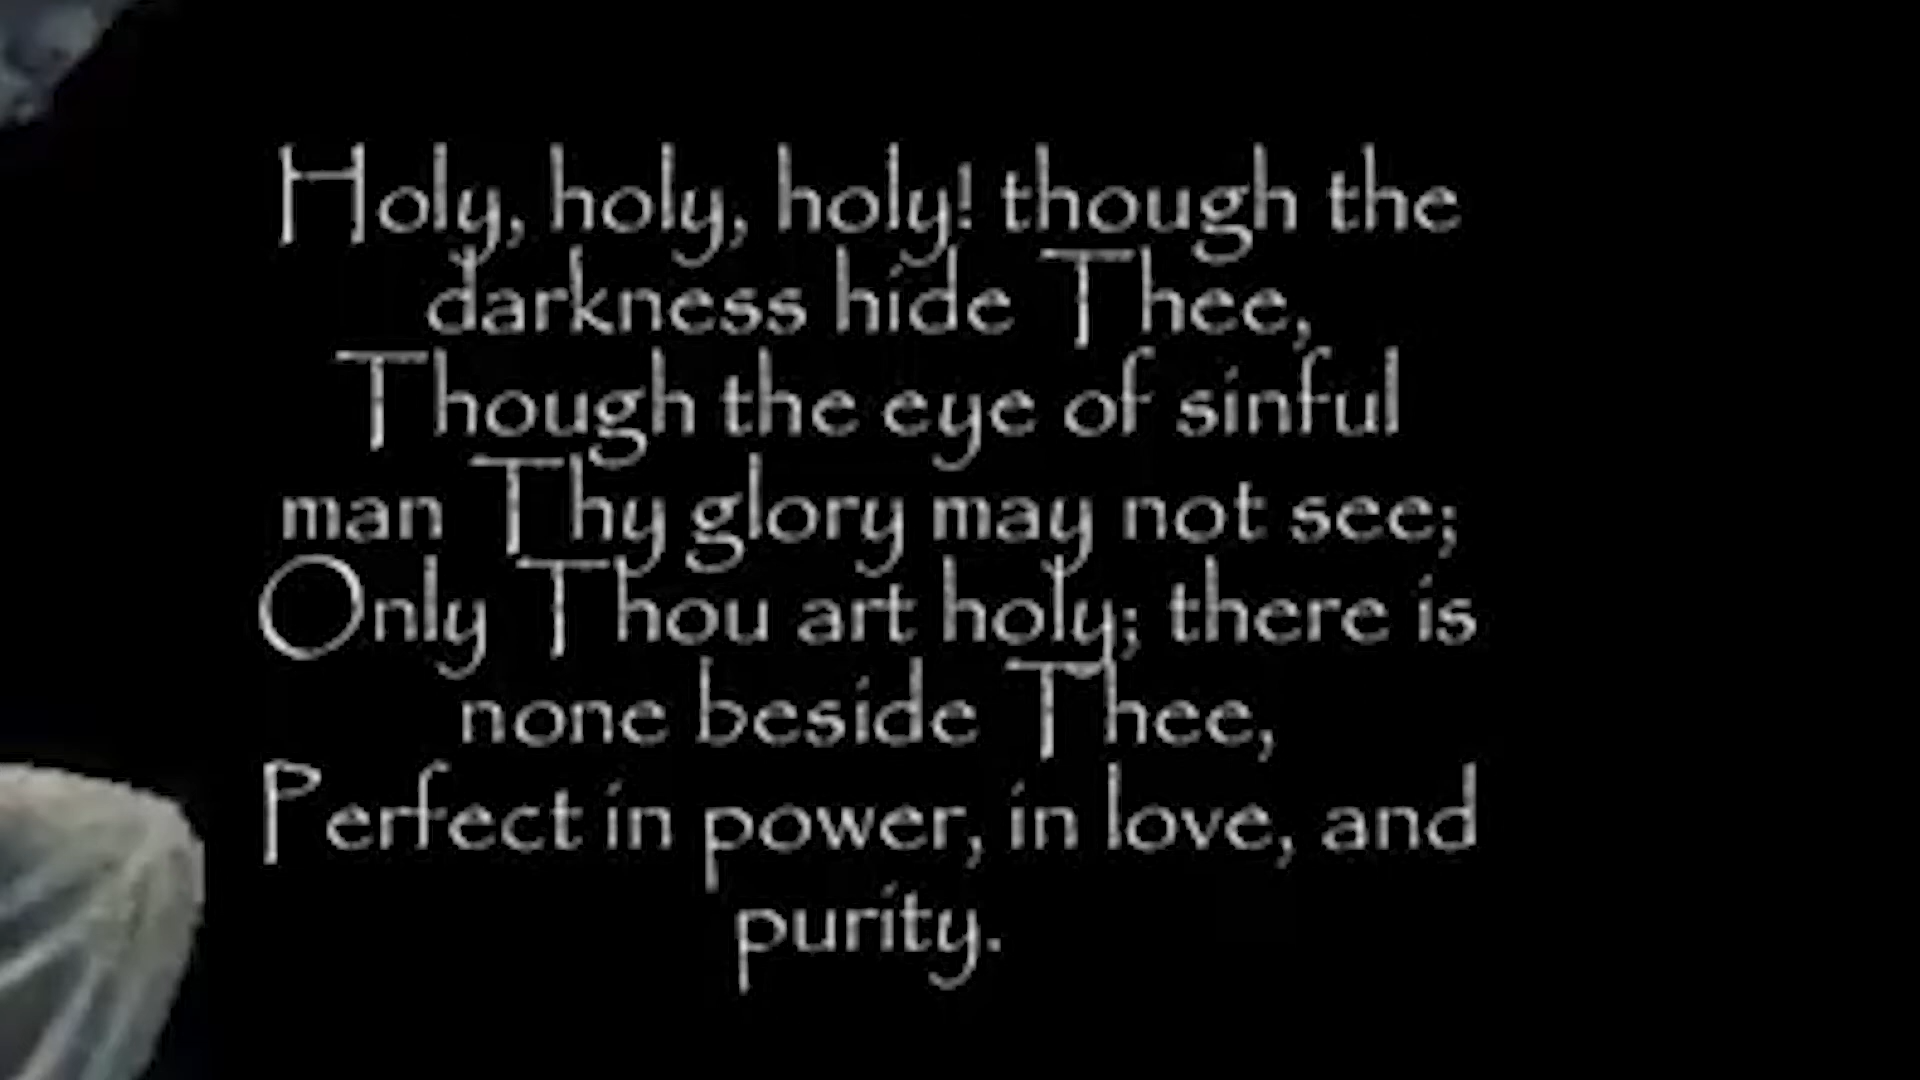 Holy, holy, holy! though the
darkness hide Thee,
Though the eye of sinful
man Thy glory may not see;
Only Thou art holy; there is
none beside Thee,
Perfect in power, in love, and
purity.